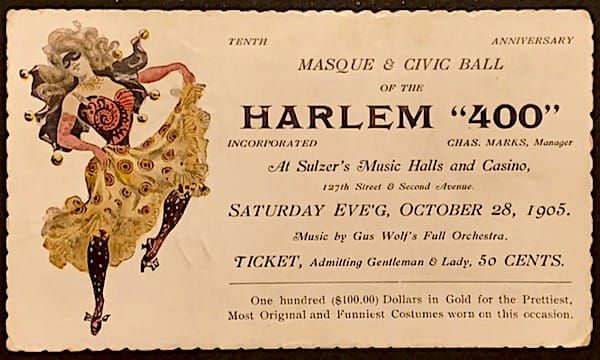 TENTH ANNIVERSARY
MASQUE & CIVIC BALL
OF THE
HARLEM "400"
INCORPORATED CHAS. MARKS, Manager
At Sulzer's Music Halls and Casino,
127th Street & Second Avenue.
SATURDAY EVE'G, OCTOBER 28, 1905.
Music by Gus Wolf's Full Orchestra.
TICKET, Admitting Gentleman & Lady, 50 CENTS.
One hundred ($100.00) Dollars in Gold for the Prettiest,
Most Original and Funniest Costumes worn on this occasion.